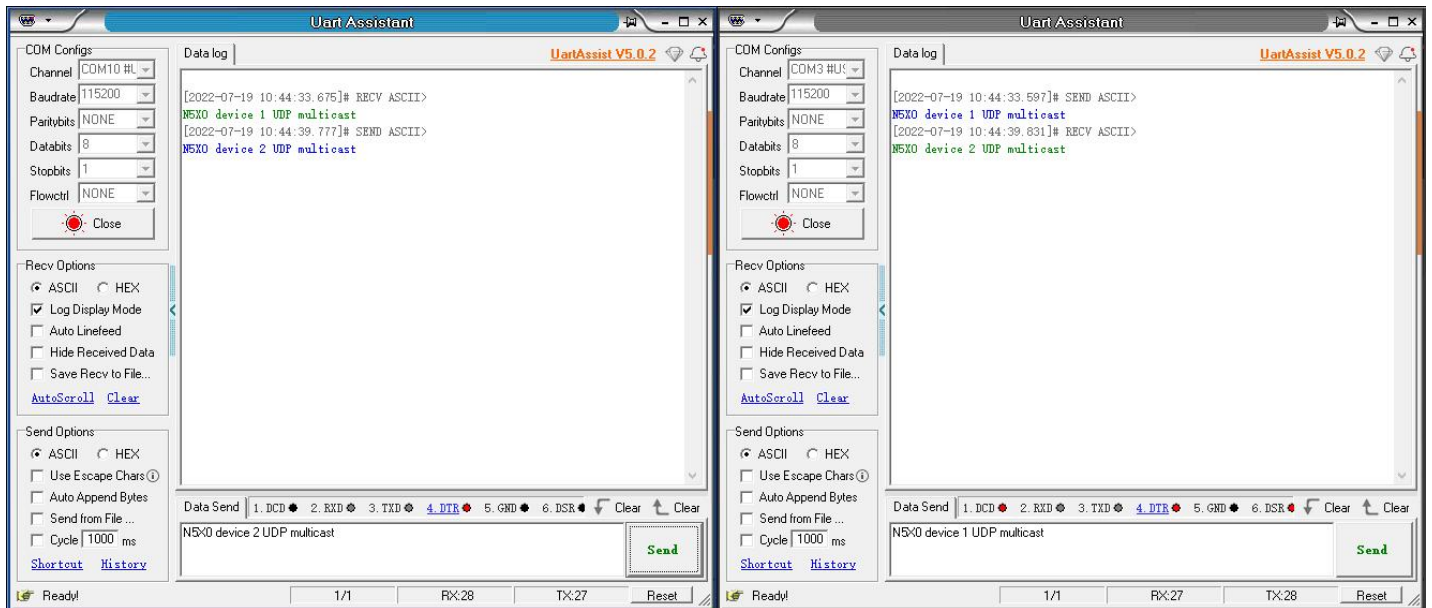 Uart Assistant
COM Configs
Channel COM10 #U
Baudrate 115200
Paritybits NONE
Databits 8
Stopbits 1
Flowctrl NONE
Close
Recv Options
ASCII HEX
Log Display Mode
Auto Linefeed
Hide Received Data
Save Recv to File...
AutoScroll Clear
Send Options
ASCII HEX
Use Escape Chars
Auto Append Bytes
Send from File ...
Cycle 1000 ms
Shortcut History
Data log UartAssist V5.0.2
[2022-07-19 10:44:33.675]# RECV ASCII>
N5X0 device 1 UDP multicast
[2022-07-19 10:44:39.777]# SEND ASCII>
N5X0 device 2 UDP multicast
Data Send 1. DCD 2. RXD 3. TXD 4. DTR 5. GND 6. DSR Clear Clear
N5X0 device 2 UDP multicast
Send
Ready! 1/1 RX:28 TX:27 Reset
Uart Assistant
COM Configs
Channel COM3 #US
Baudrate 115200
Paritybits NONE
Databits 8
Stopbits 1
Flowctrl NONE
Close
Recv Options
ASCII HEX
Log Display Mode
Auto Linefeed
Hide Received Data
Save Recv to File...
AutoScroll Clear
Send Options
ASCII HEX
Use Escape Chars
Auto Append Bytes
Send from File ...
Cycle 1000 ms
Shortcut History
Data log UartAssist V5.0.2
[2022-07-19 10:44:33.597]# SEND ASCII>
N5X0 device 1 UDP multicast
[2022-07-19 10:44:39.831]# RECV ASCII>
N5X0 device 2 UDP multicast
Data Send 1. DCD 2. RXD 3. TXD 4. DTR 5. GND 6. DSR Clear Clear
N5X0 device 1 UDP multicast
Send
Ready! 1/1 RX:27 TX:28 Reset